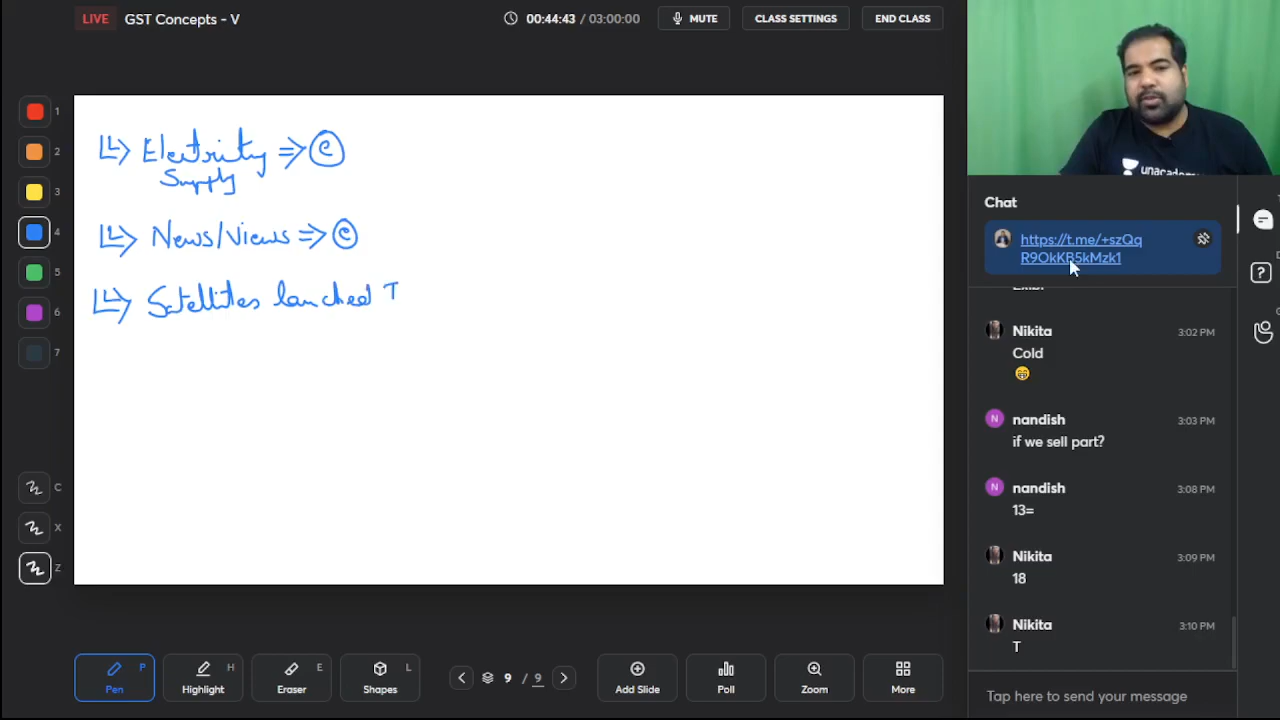 LIVE GST Concepts - V 00:44:43 / 03:00:00 MUTE CLASS SETTINGS END CLASS
1
2
3
4
5
6
7
C
X
Z
Electricity ⇒ ⓔ
Supply
News/Views ⇒ ⓔ
Satellites lanched T
unacademy
Chat
https://t.me/+szQq
R9OkKB5kMzk1
Nikita 3:02 PM
Cold
😁
nandish 3:03 PM
if we sell part?
N nandish 3:08 PM
13=
Nikita 3:09 PM
18
Nikita 3:10 PM
T
Tap here to send your message
Pen P Highlight H Eraser E Shapes L 9 / 9 Add Slide Poll Zoom More